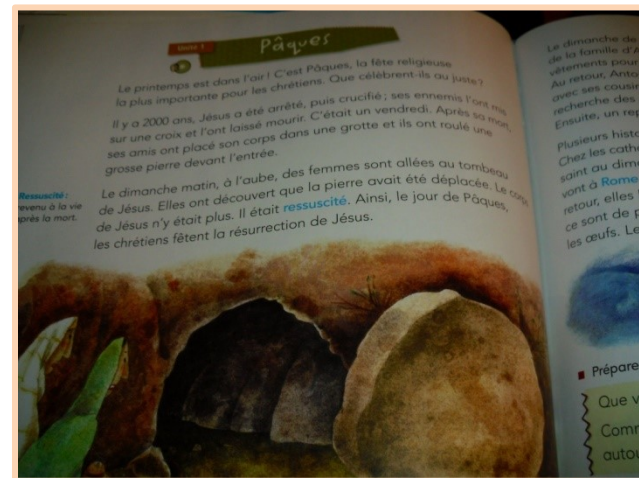 Pâques
Le printemps est dans l'air ! C'est Pâques, la fête religieuse
la plus importante pour les chrétiens. Que célèbrent-ils au juste ?
Il y a 2000 ans, Jésus a été arrêté, puis crucifié ; ses ennemis l'ont mis
sur une croix et l'ont laissé mourir. C'était un vendredi. Après sa mort,
ses amis ont placé son corps dans une grotte et ils ont roulé une
grosse pierre devant l'entrée.
Le dimanche matin, à l'aube, des femmes sont allées au tombeau
de Jésus. Elles ont découvert que la pierre avait été déplacée. Le corps
de Jésus n'y était plus. Il était ressuscité. Ainsi, le jour de Pâques,
les chrétiens fêtent la résurrection de Jésus.
Ressuscité :
revenu à la vie
après la mort.
Le dimanche de
de la famille d'A
vêtements pour
Au retour, Anto
avec ses cousin
recherche des
Ensuite, un rep
Plusieurs histo
Chez les cath
saint au dim
vont à Rome
retour, elles
ce sont de p
les œufs. Le
Prépare
Que v
Comm
autou